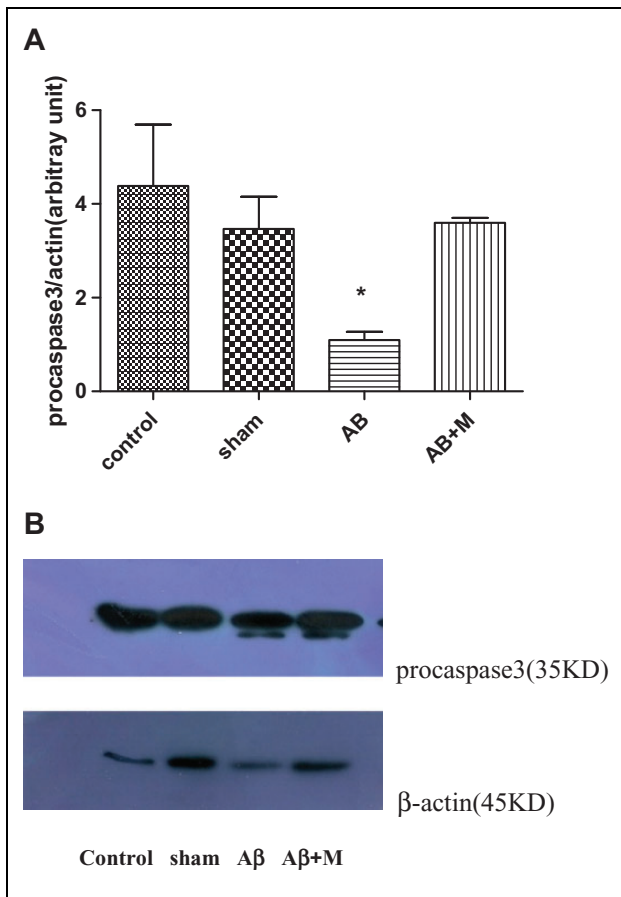 A
procaspase3/actin(arbitray unit)
6
4
2
0
*
control
sham
AB
AB+M
B
procaspase3(35KD)
β-actin(45KD)
Control sham Aβ Aβ+M